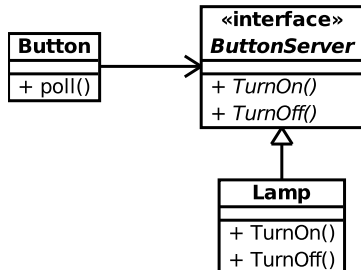 Button
+ poll()
«interface»
ButtonServer
+ TurnOn()
+ TurnOff()
Lamp
+ TurnOn()
+ TurnOff()